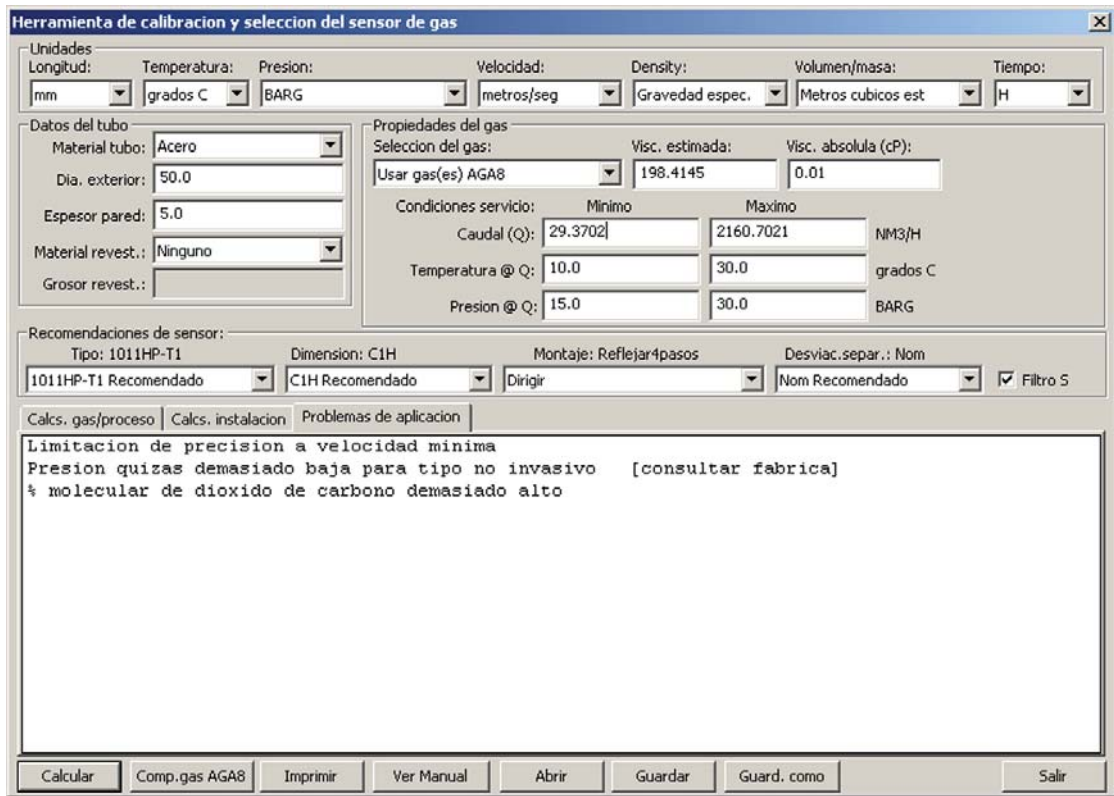 Herramienta de calibracion y seleccion del sensor de gas
Unidades
Longitud: Temperatura: Presion: Velocidad: Density: Volumen/masa: Tiempo:
mm grados C BARG metros/seg Gravedad espec. Metros cubicos est H
Datos del tubo
Material tubo: Acero
Dia. exterior: 50.0
Espesor pared: 5.0
Material revest.: Ninguno
Grosor revest.:
Propiedades del gas
Seleccion del gas: Visc. estimada: Visc. absolula (cP):
Usar gas(es) AGA8 198.4145 0.01
Condiciones servicio: Minimo Maximo
Caudal (Q): 29.3702 2160.7021 NM3/H
Temperatura @ Q: 10.0 30.0 grados C
Presion @ Q: 15.0 30.0 BARG
Recomendaciones de sensor:
Tipo: 1011HP-T1 Dimension: C1H Montaje: Reflejar4pasos Desviac.separ.: Nom
1011HP-T1 Recomendado C1H Recomendado Dirigir Nom Recomendado Filtro S
Calcs. gas/proceso Calcs. instalacion Problemas de aplicacion
Limitacion de precision a velocidad minima
Presion quizas demasiado baja para tipo no invasivo [consultar fabrica]
% molecular de dioxido de carbono demasiado alto
Calcular Comp.gas AGA8 Imprimir Ver Manual Abrir Guardar Guard. como Salir